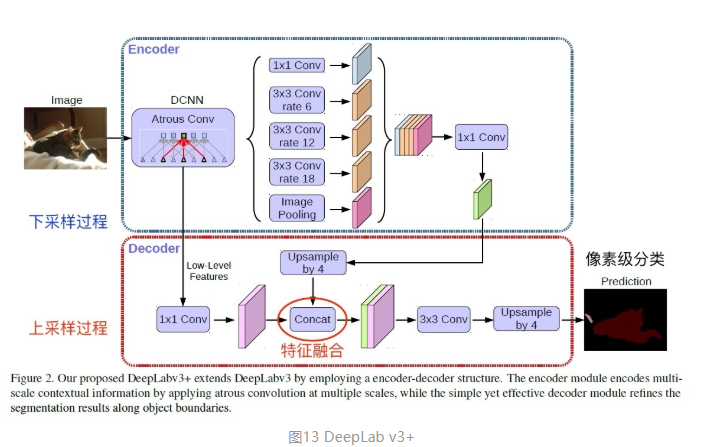 Encoder
Image
DCNN
Atrous Conv
1x1 Conv
3x3 Conv
rate 6
3x3 Conv
rate 12
3x3 Conv
rate 18
Image
Pooling
1x1 Conv
下采样过程
Decoder
Low-Level
Features
Upsample
by 4
像素级分类
Prediction
上采样过程
1x1 Conv
Concat
特征融合
3x3 Conv
Upsample
by 4
Figure 2. Our proposed DeepLabv3+ extends DeepLabv3 by employing a encoder-decoder structure. The encoder module encodes multi-
scale contextual information by applying atrous convolution at multiple scales, while the simple yet effective decoder module refines the
segmentation results along object boundaries.
图13 DeepLab v3+